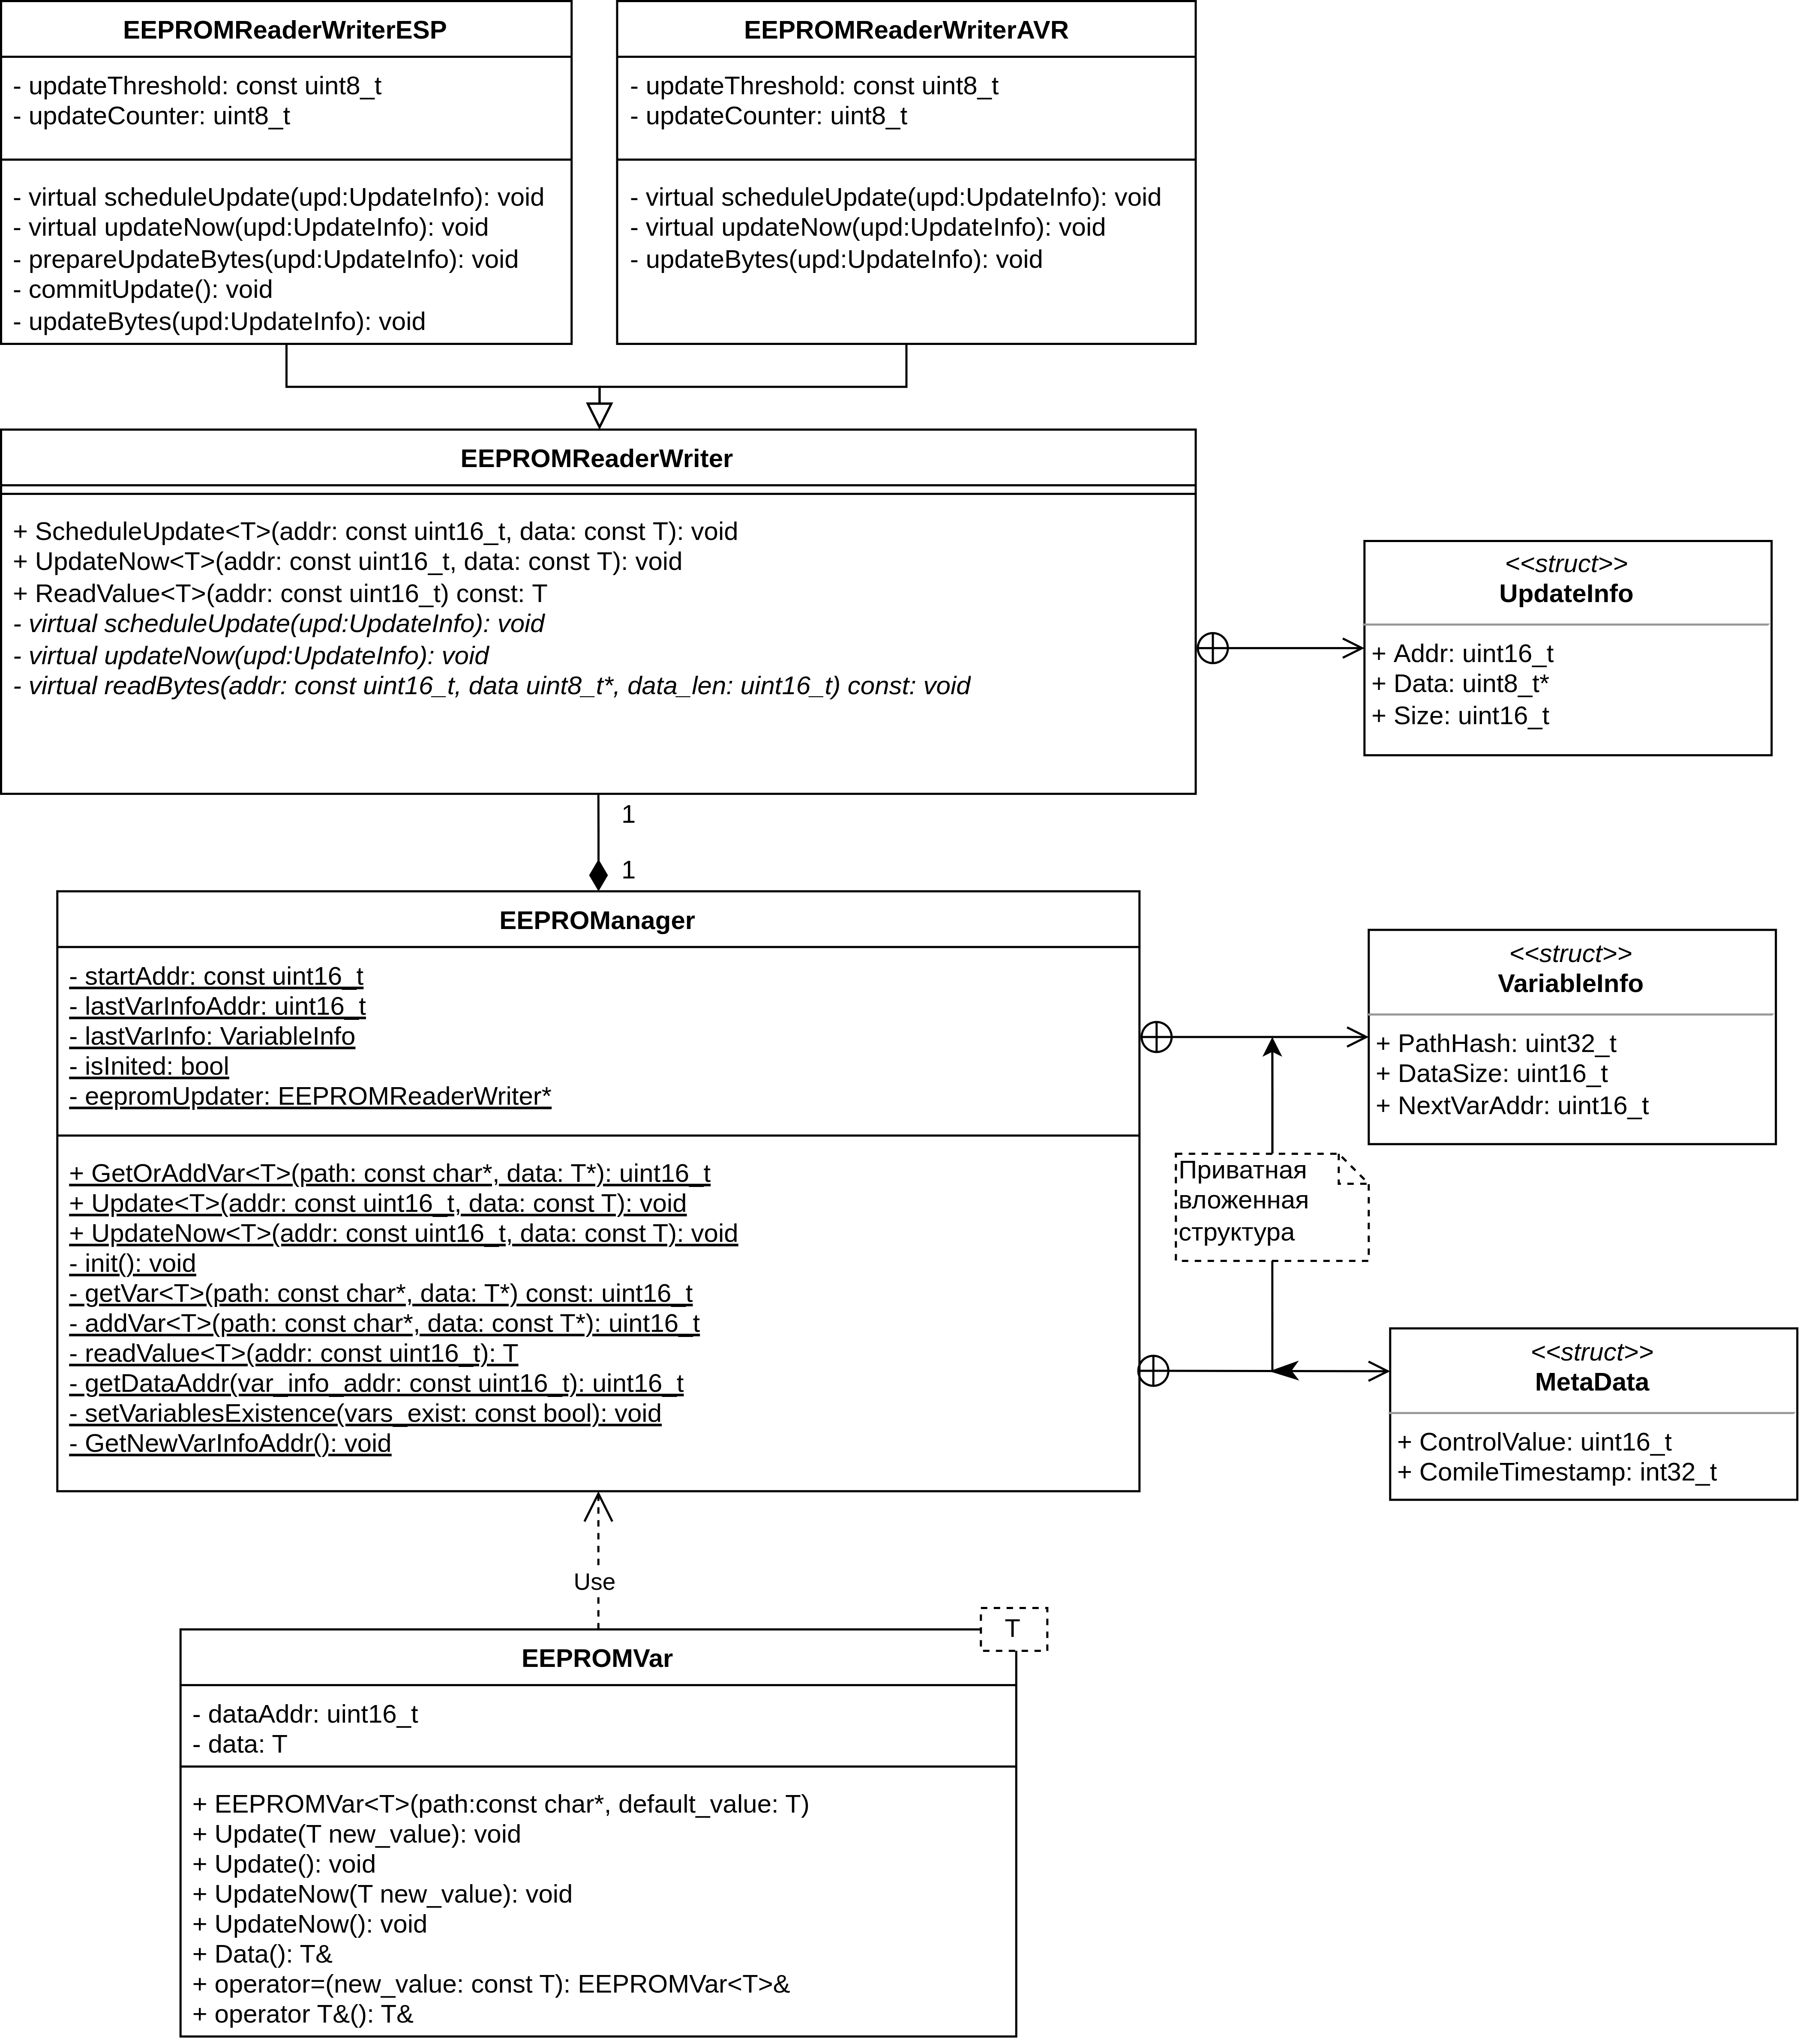 EEPROMReaderWriterESP
- updateThreshold: const uint8_t
- updateCounter: uint8_t
- virtual scheduleUpdate(upd:UpdateInfo): void
- virtual updateNow(upd:UpdateInfo): void
- prepareUpdateBytes(upd:UpdateInfo): void
- commitUpdate(): void
- updateBytes(upd:UpdateInfo): void
EEPROMReaderWriterAVR
- updateThreshold: const uint8_t
- updateCounter: uint8_t
- virtual scheduleUpdate(upd:UpdateInfo): void
- virtual updateNow(upd:UpdateInfo): void
- updateBytes(upd:UpdateInfo): void
EEPROMReaderWriter
+ ScheduleUpdate<T>(addr: const uint16_t, data: const T): void
+ UpdateNow<T>(addr: const uint16_t, data: const T): void
+ ReadValue<T>(addr: const uint16_t) const: T
- virtual scheduleUpdate(upd:UpdateInfo): void
- virtual updateNow(upd:UpdateInfo): void
- virtual readBytes(addr: const uint16_t, data uint8_t*, data_len: uint16_t) const: void
<<struct>>
UpdateInfo
+ Addr: uint16_t
+ Data: uint8_t*
+ Size: uint16_t
1
1
EEPROManager
- startAddr: const uint16_t
- lastVarInfoAddr: uint16_t
- lastVarInfo: VariableInfo
- isInited: bool
- eepromUpdater: EEPROMReaderWriter*
+ GetOrAddVar<T>(path: const char*, data: T*): uint16_t
+ Update<T>(addr: const uint16_t, data: const T): void
+ UpdateNow<T>(addr: const uint16_t, data: const T): void
- init(): void
- getVar<T>(path: const char*, data: T*) const: uint16_t
- addVar<T>(path: const char*, data: const T*): uint16_t
- readValue<T>(addr: const uint16_t): T
- getDataAddr(var_info_addr: const uint16_t): uint16_t
- setVariablesExistence(vars_exist: const bool): void
- GetNewVarInfoAddr(): void
<<struct>>
VariableInfo
+ PathHash: uint32_t
+ DataSize: uint16_t
+ NextVarAddr: uint16_t
Приватная
вложенная
структура
<<struct>>
MetaData
+ ControlValue: uint16_t
+ ComileTimestamp: int32_t
Use
T
EEPROMVar
- dataAddr: uint16_t
- data: T
+ EEPROMVar<T>(path:const char*, default_value: T)
+ Update(T new_value): void
+ Update(): void
+ UpdateNow(T new_value): void
+ UpdateNow(): void
+ Data(): T&
+ operator=(new_value: const T): EEPROMVar<T>&
+ operator T&(): T&